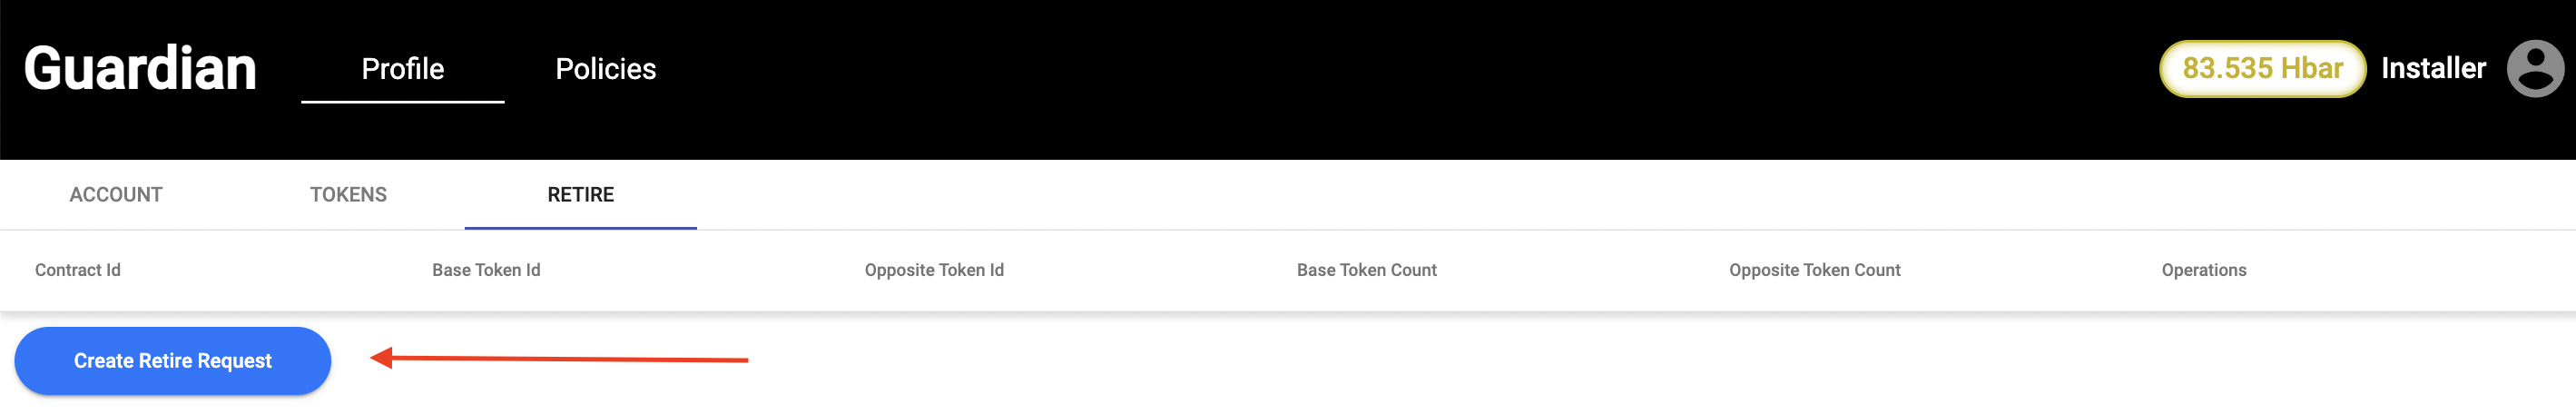 Guardian Profile Policies 83.535 Hbar Installer
ACCOUNT TOKENS RETIRE
Contract Id Base Token Id Opposite Token Id Base Token Count Opposite Token Count Operations
Create Retire Request